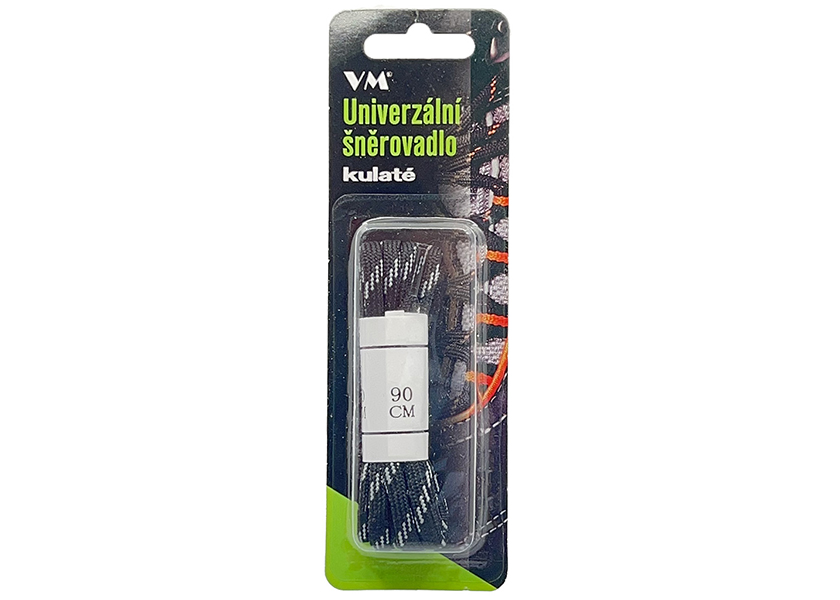 VM®
Univerzální
šněrovadlo
kulaté
90
CM